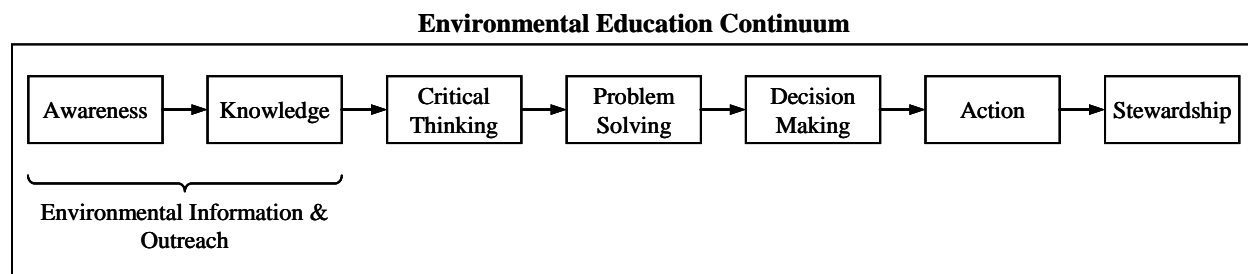 Environmental Education Continuum
Awareness
Knowledge
Critical
Thinking
Problem
Solving
Decision
Making
Action
Stewardship
Environmental Information &
Outreach